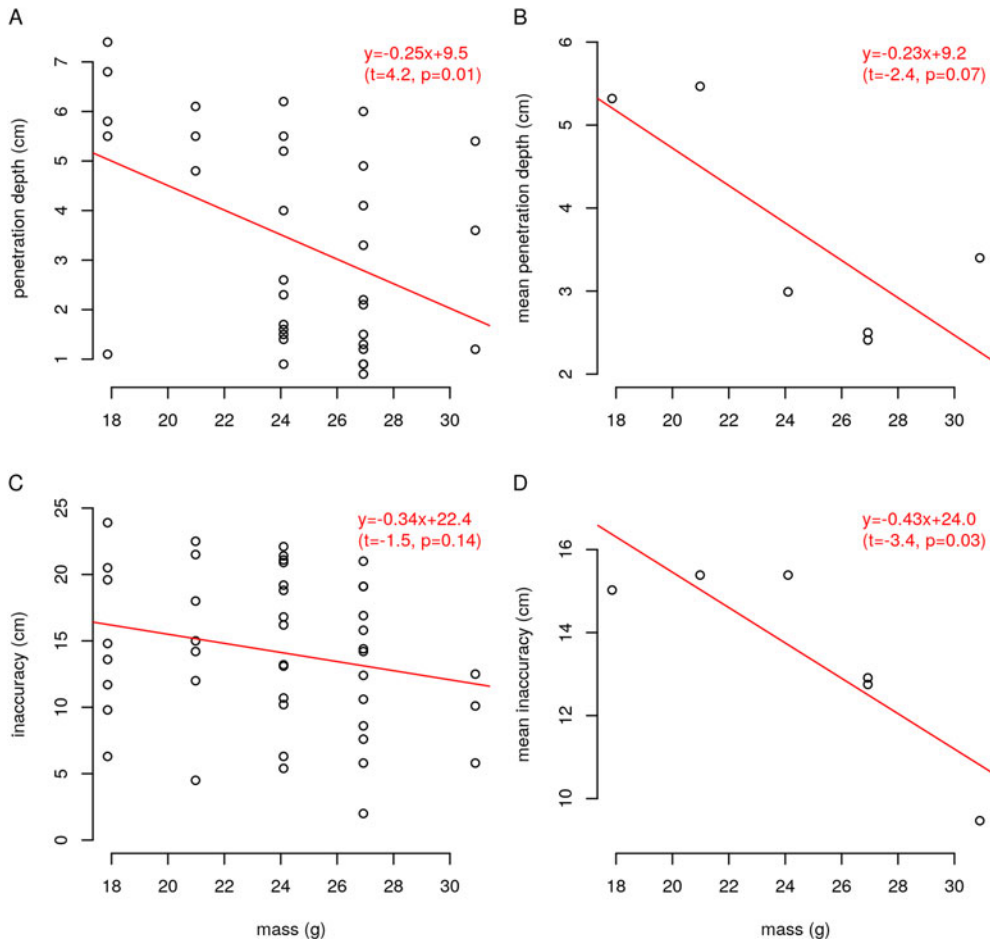 A
y=-0.25x+9.5
(t=4.2, p=0.01)
penetration depth (cm)
7
6
5
4
3
2
1
18 20 22 24 26 28 30
B
y=-0.23x+9.2
(t=-2.4, p=0.07)
mean penetration depth (cm)
6
5
4
3
2
18 20 22 24 26 28 30
C
y=-0.34x+22.4
(t=-1.5, p=0.14)
inaccuracy (cm)
25
20
15
10
5
0
18 20 22 24 26 28 30
mass (g)
D
y=-0.43x+24.0
(t=-3.4, p=0.03)
mean inaccuracy (cm)
16
14
12
10
18 20 22 24 26 28 30
mass (g)